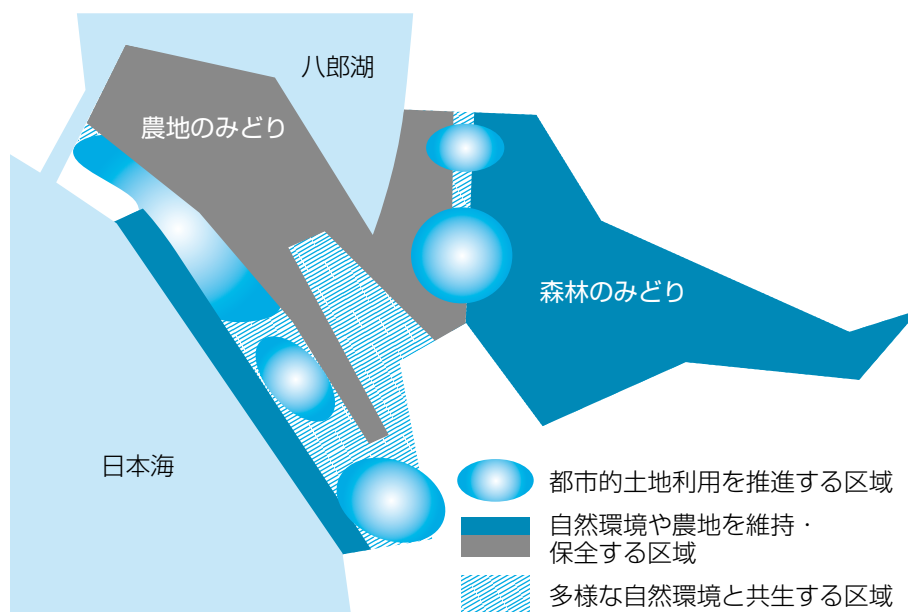 八郎湖
農地のみどり
森林のみどり
日本海
都市的土地利用を推進する区域
自然環境や農地を維持・
保全する区域
多様な自然環境と共生する区域